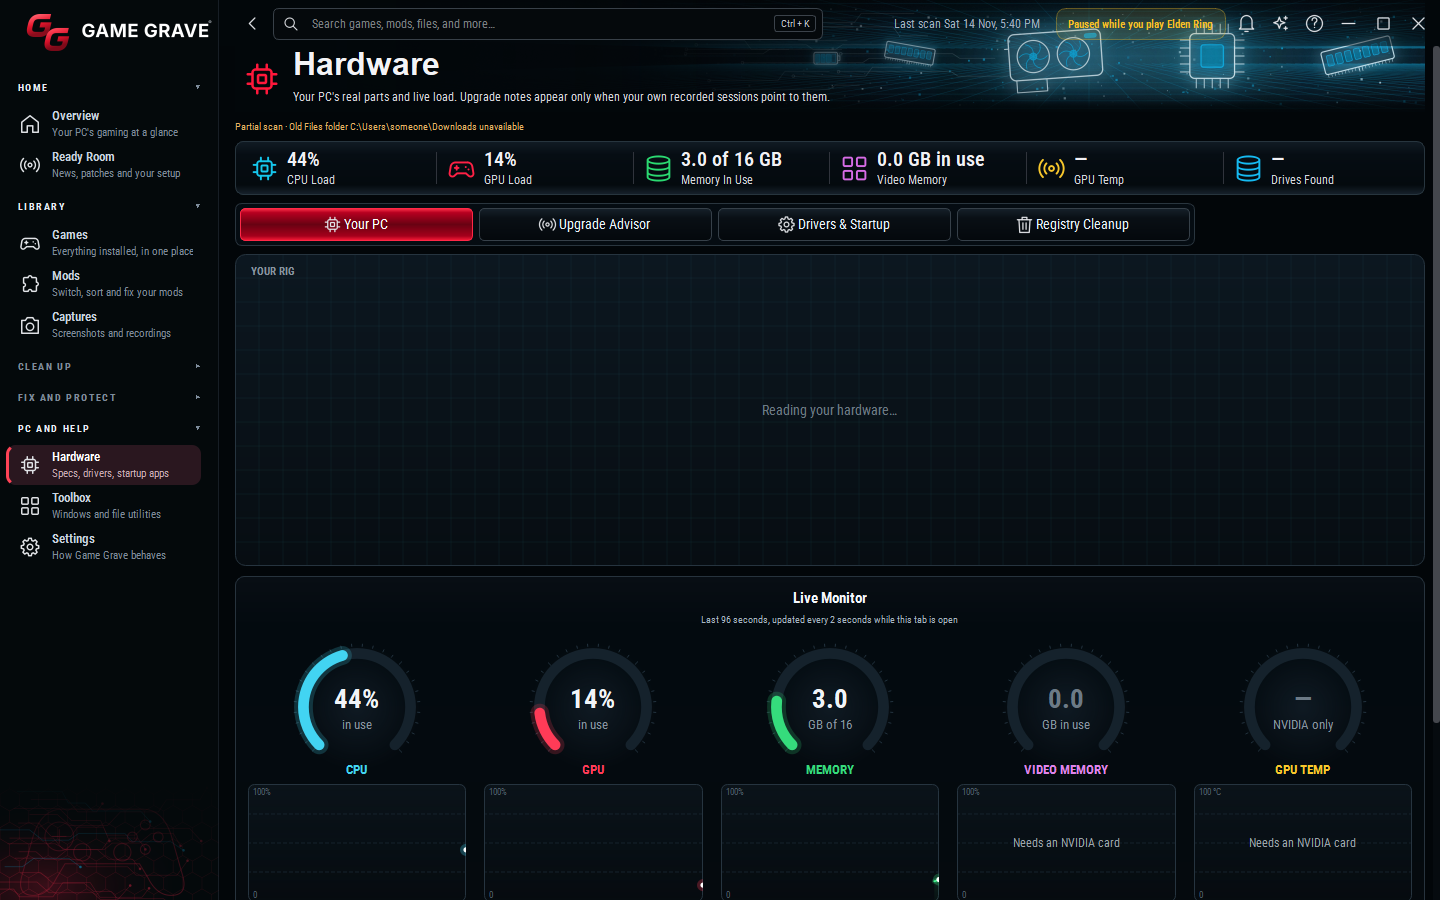 GAME GRAVE
Search games, mods, files, and more...
Ctrl + K
Last scan Sat 14 Nov, 5:40 PM
Paused while you play Elden Ring
Hardware
Your PC's real parts and live load. Upgrade notes appear only when your own recorded sessions point to them.
HOME
Overview
Your PC's gaming at a glance
Ready Room
News, patches and your setup
LIBRARY
Games
Everything installed, in one place
Mods
Switch, sort and fix your mods
Captures
Screenshots and recordings
CLEAN UP
FIX AND PROTECT
PC AND HELP
Hardware
Specs, drivers, startup apps
Toolbox
Windows and file utilities
Settings
How Game Grave behaves
Partial scan · Old Files folder C:\Users\someone\Downloads unavailable
44%
CPU Load
14%
GPU Load
3.0 of 16 GB
Memory In Use
0.0 GB in use
Video Memory
–
GPU Temp
–
Drives Found
Your PC
Upgrade Advisor
Drivers & Startup
Registry Cleanup
YOUR RIG
Reading your hardware...
Live Monitor
Last 96 seconds, updated every 2 seconds while this tab is open
44%
in use
CPU
14%
in use
GPU
3.0
GB of 16
MEMORY
0.0
GB in use
VIDEO MEMORY
–
NVIDIA only
GPU TEMP
100%
0
100%
0
100%
0
100%
Needs an NVIDIA card
0
100 °C
Needs an NVIDIA card
0